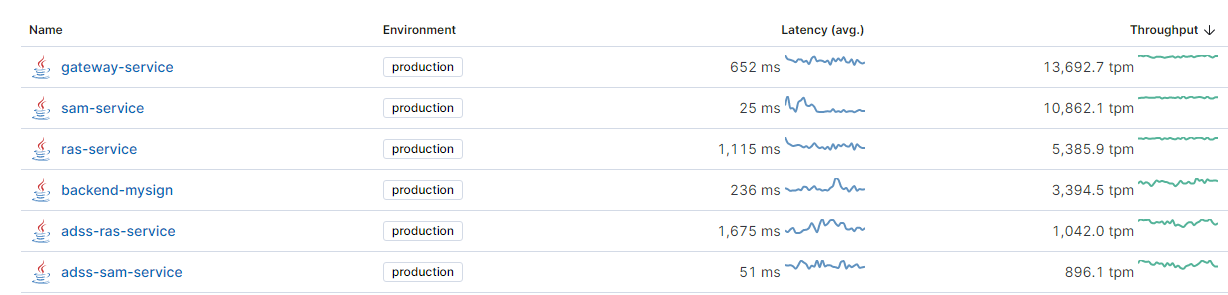 Name Environment Latency (avg.) Throughput
gateway-service production 652 ms 13,692.7 tpm
sam-service production 25 ms 10,862.1 tpm
ras-service production 1,115 ms 5,385.9 tpm
backend-mysign production 236 ms 3,394.5 tpm
adss-ras-service production 1,675 ms 1,042.0 tpm
adss-sam-service production 51 ms 896.1 tpm